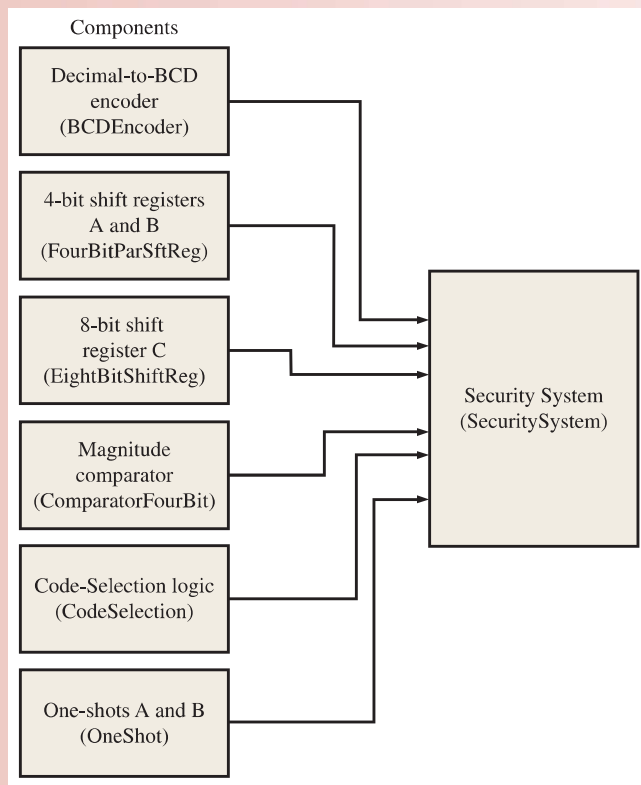 Components
Decimal-to-BCD
encoder
(BCDEncoder)
4-bit shift registers
A and B
(FourBitParSftReg)
8-bit shift
register C
(EightBitShiftReg)
Magnitude
comparator
(ComparatorFourBit)
Code-Selection logic
(CodeSelection)
One-shots A and B
(OneShot)
Security System
(SecuritySystem)